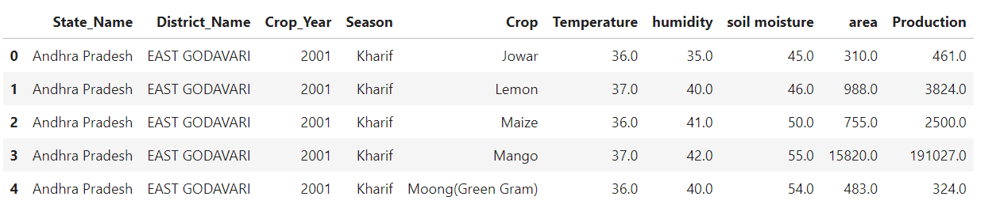 State_Name District_Name Crop_Year Season Crop Temperature humidity soil moisture area Production
0 Andhra Pradesh EAST GODAVARI 2001 Kharif Jowar 36.0 35.0 45.0 310.0 461.0
1 Andhra Pradesh EAST GODAVARI 2001 Kharif Lemon 37.0 40.0 46.0 988.0 3824.0
2 Andhra Pradesh EAST GODAVARI 2001 Kharif Maize 36.0 41.0 50.0 755.0 2500.0
3 Andhra Pradesh EAST GODAVARI 2001 Kharif Mango 37.0 42.0 55.0 15820.0 191027.0
4 Andhra Pradesh EAST GODAVARI 2001 Kharif Moong(Green Gram) 36.0 40.0 54.0 483.0 324.0